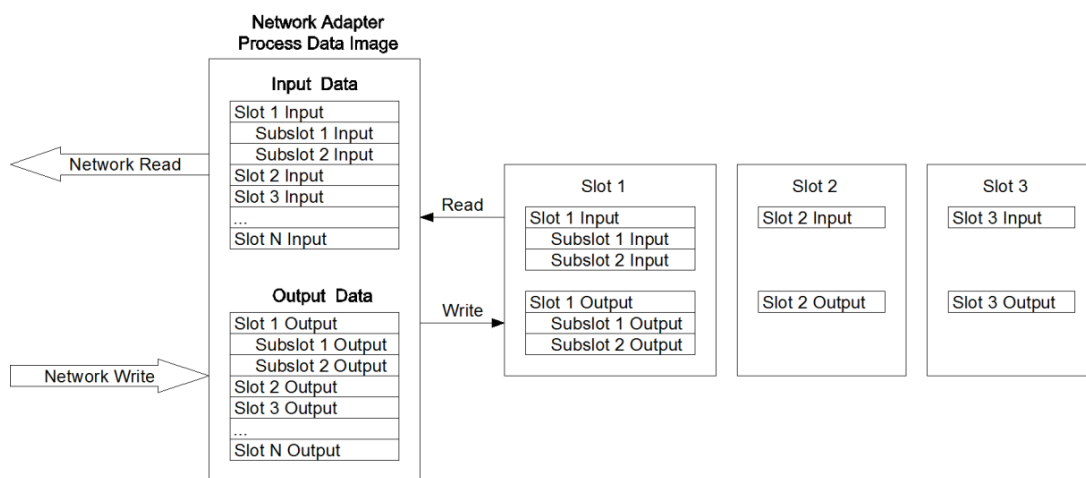 Network Adapter
Process Data Image
Input Data
Slot 1 Input
Subslot 1 Input
Subslot 2 Input
Slot 2 Input
Slot 3 Input
...
Slot N Input
Network Read
Output Data
Slot 1 Output
Subslot 1 Output
Subslot 2 Output
Slot 2 Output
Slot 3 Output
...
Slot N Output
Network Write
Read
Write
Slot 1
Slot 1 Input
Subslot 1 Input
Subslot 2 Input
Slot 1 Output
Subslot 1 Output
Subslot 2 Output
Slot 2
Slot 2 Input
Slot 2 Output
Slot 3
Slot 3 Input
Slot 3 Output